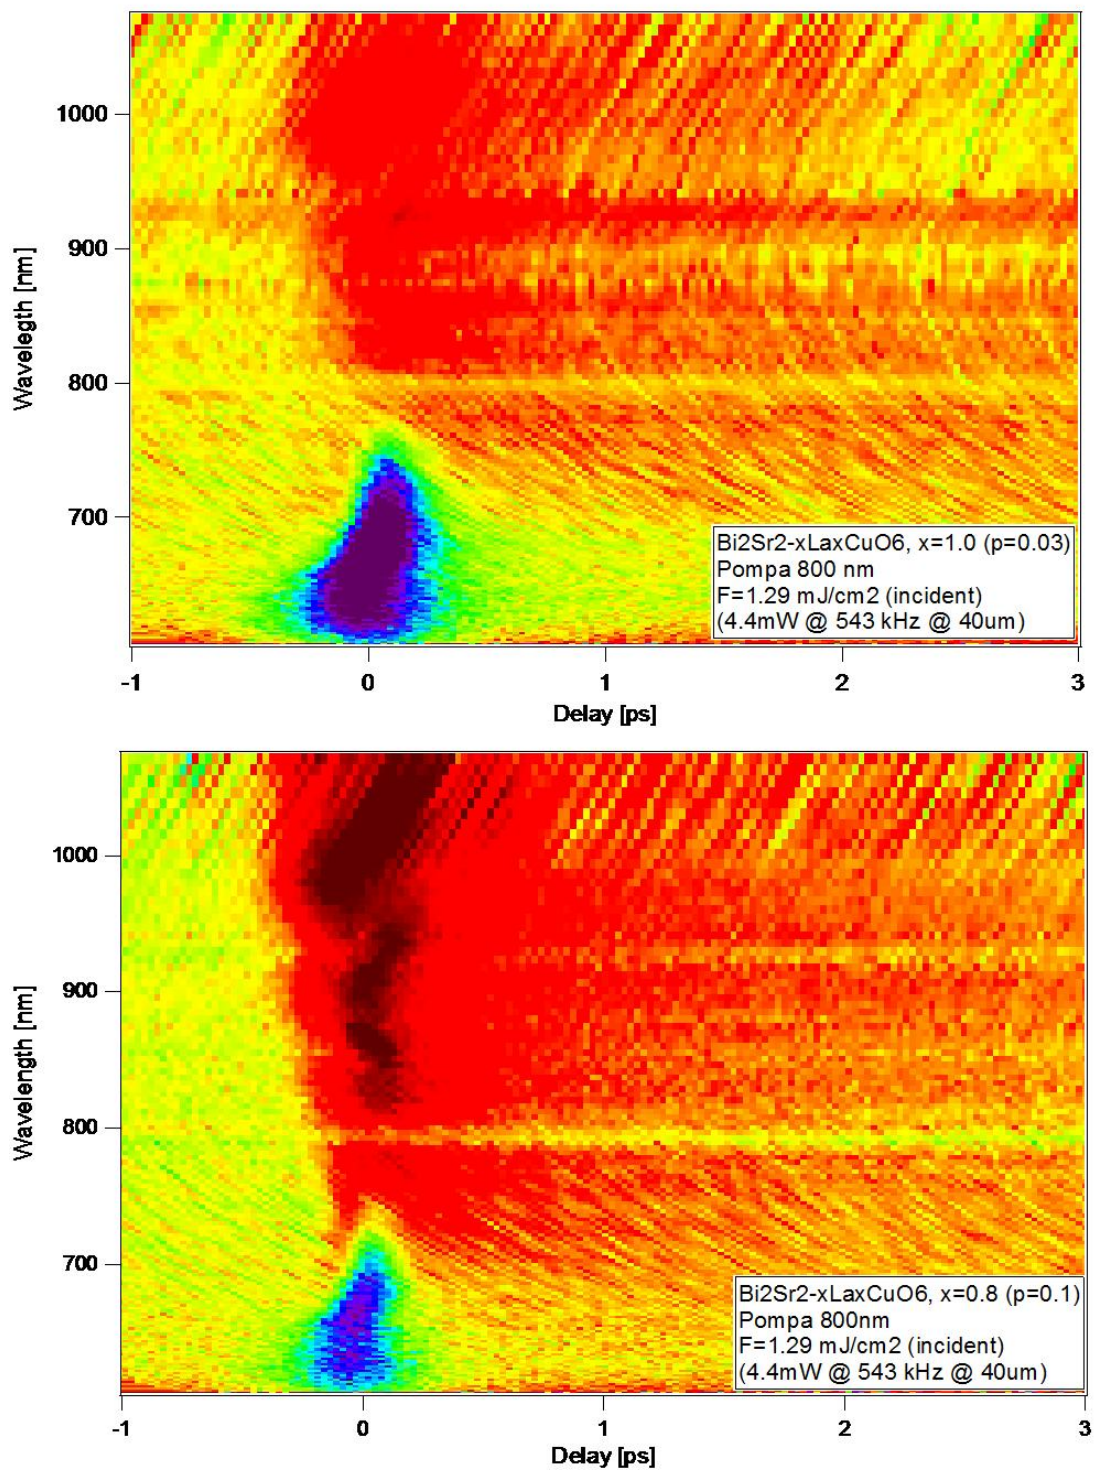 1000
900
800
700
Wavelegth [nm]
Bi2Sr2-xLaxCuO6, x=1.0 (p=0.03)
Pompa 800 nm
F=1.29 mJ/cm2 (incident)
(4.4mW @ 543 kHz @ 40um)
-1 0 1 2 3
Delay [ps]
1000
900
800
700
Wavelength [nm]
Bi2Sr2-xLaxCuO6, x=0.8 (p=0.1)
Pompa 800nm
F=1.29 mJ/cm2 (incident)
(4.4mW @ 543 kHz @ 40um)
-1 0 1 2 3
Delay [ps]